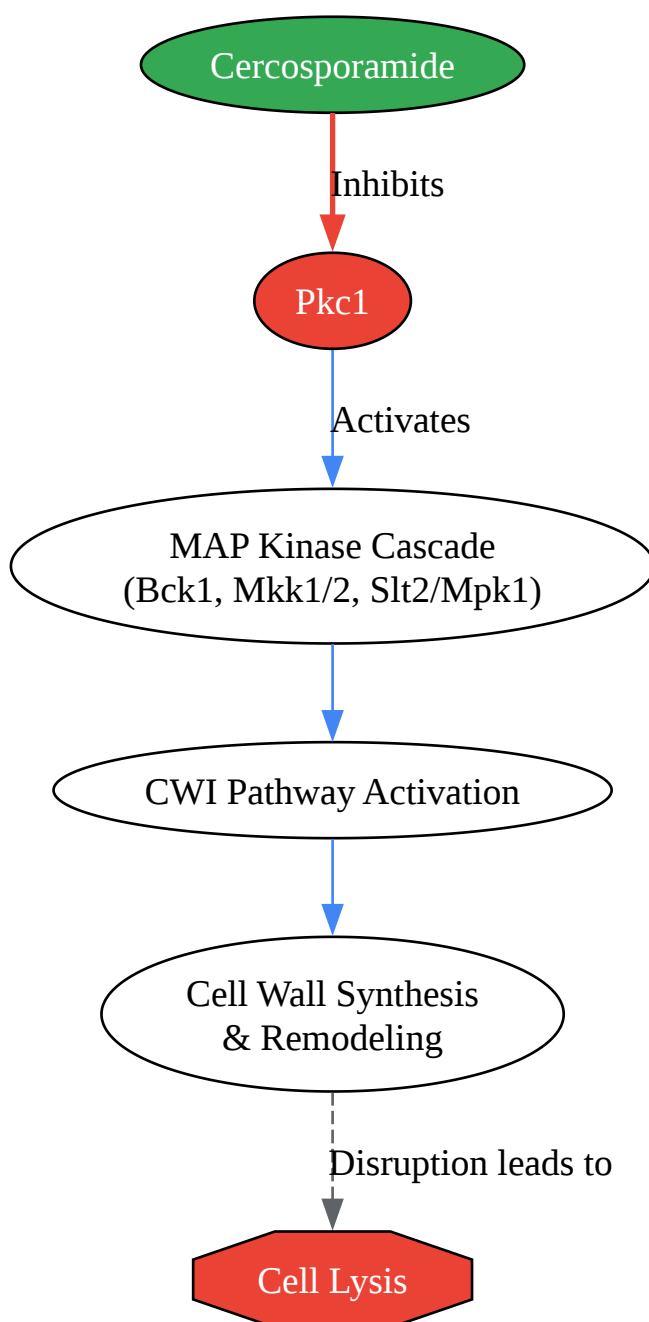 Cercosporamide
Inhibits
Pkc1
Activates
MAP Kinase Cascade
(Bck1, Mkk1/2, Slt2/Mpk1)
CWI Pathway Activation
Cell Wall Synthesis
& Remodeling
Disruption leads to
Cell Lysis